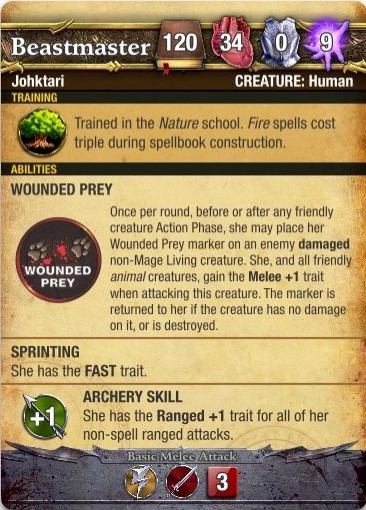 Beastmaster 120 34 0 9
Johktari CREATURE: Human
TRAINING
Trained in the Nature school. Fire spells cost
triple during spellbook construction.
ABILITIES
WOUNDED PREY
Once per round, before or after any friendly
creature Action Phase, she may place her
Wounded Prey marker on an enemy damaged
non-Mage Living creature. She, and all friendly
animal creatures, gain the Melee +1 trait
when attacking this creature. The marker is
returned to her if the creature has no damage
on it, or is destroyed.
WOUNDED
PREY
SPRINTING
She has the FAST trait.
ARCHERY SKILL
+1
She has the Ranged +1 trait for all of her
non-spell ranged attacks.
Basic Melee Attack
3